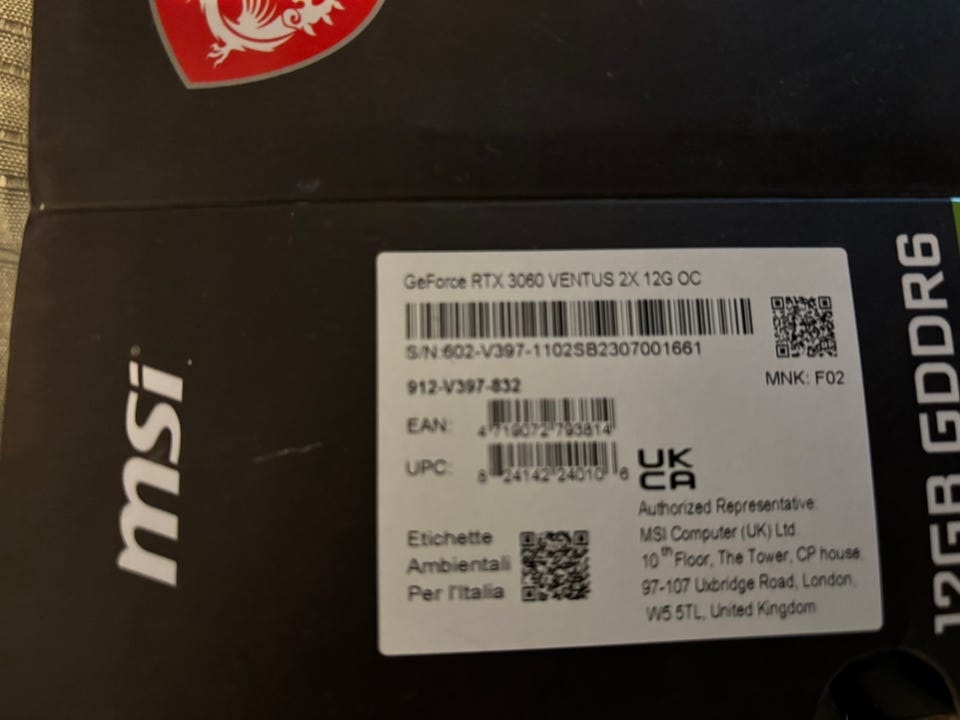 msi
GeForce RTX 3060 VENTUS 2X 12G OC
S/N:602-V397-1102SB2307001661
MNK: F02
912-V397-832
EAN: 4 719072 793814
UPC: 8 24142 24010 6
UK
CA
Authorized Representative:
MSI Computer (UK) Ltd.
10th Floor, The Tower, CP house,
97-107 Uxbridge Road, London,
W5 5TL, United Kingdom
Etichette
Ambientali
Per l'Italia
12GB GDDR6